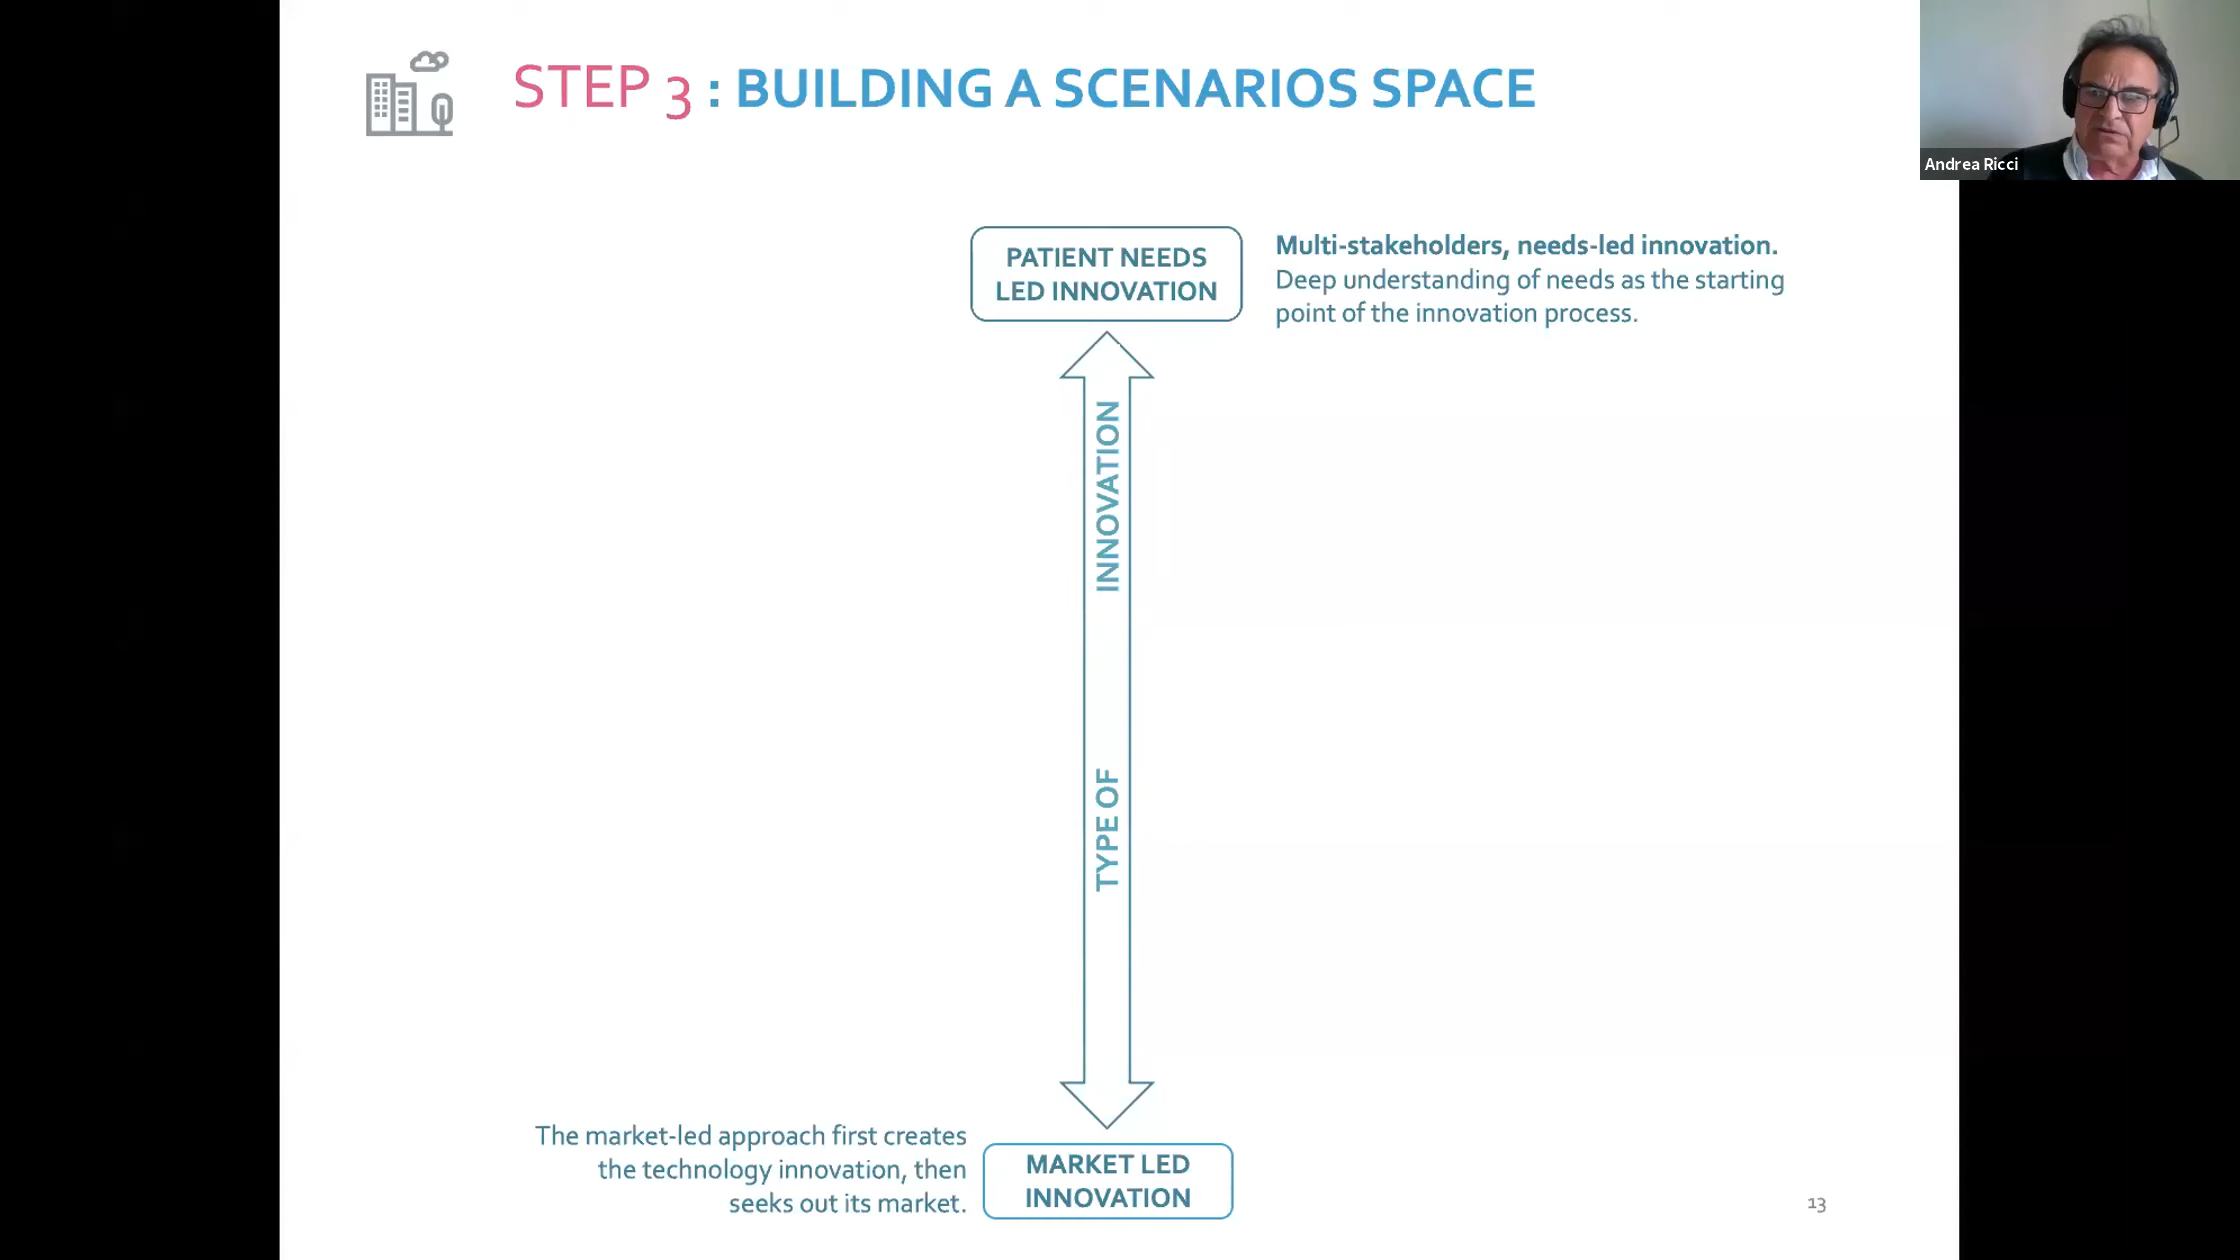 STEP 3 : BUILDING A SCENARIOS SPACE
Andrea Ricci
PATIENT NEEDS
LED INNOVATION
Multi-stakeholders, needs-led innovation.
Deep understanding of needs as the starting
point of the innovation process.
TYPE OF INNOVATION
The market-led approach first creates
the technology innovation, then
seeks out its market.
MARKET LED
INNOVATION
13